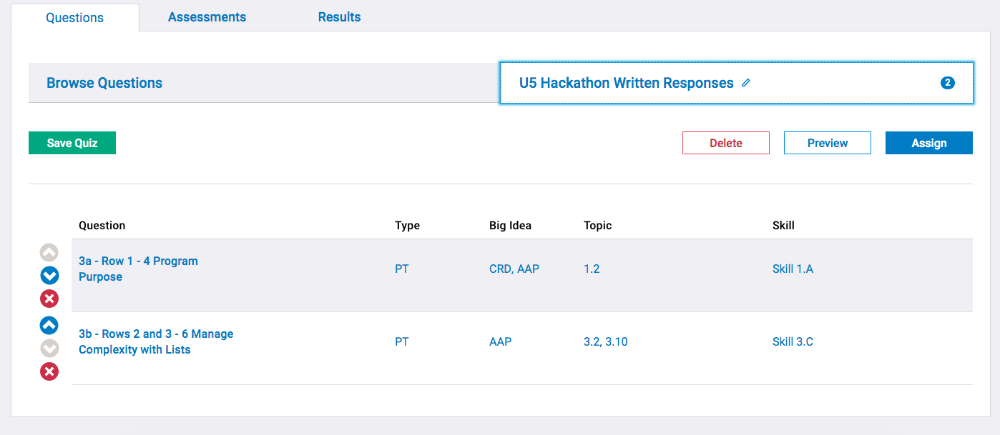 Questions
Assessments
Results
Browse Questions
U5 Hackathon Written Responses
2
Save Quiz
Delete
Preview
Assign
Question
Type
Big Idea
Topic
Skill
3a - Row 1 - 4 Program
Purpose
PT
CRD, AAP
1.2
Skill 1.A
3b - Rows 2 and 3 - 6 Manage
Complexity with Lists
PT
AAP
3.2, 3.10
Skill 3.C